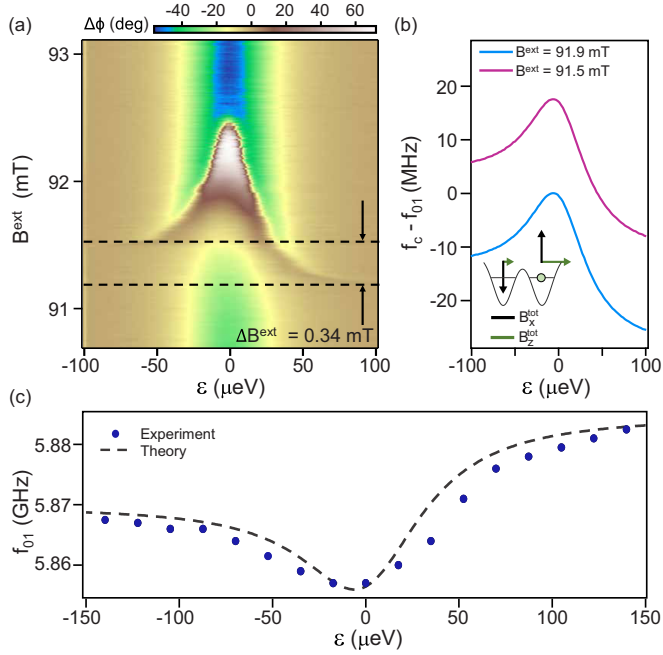 (a) Δϕ (deg) -40 -20 0 20 40 60
93
92
91
B^ext (mT)
ΔB^ext = 0.34 mT
-100 -50 0 50 100
ε (μeV)
(b)
B^ext = 91.9 mT
B^ext = 91.5 mT
20
10
0
-10
-20
f_c - f_01 (MHz)
B_x^tot
B_z^tot
-100 0 100
ε (μeV)
(c)
Experiment
Theory
5.88
5.87
5.86
f_01 (GHz)
-150 -100 -50 0 50 100 150
ε (μeV)